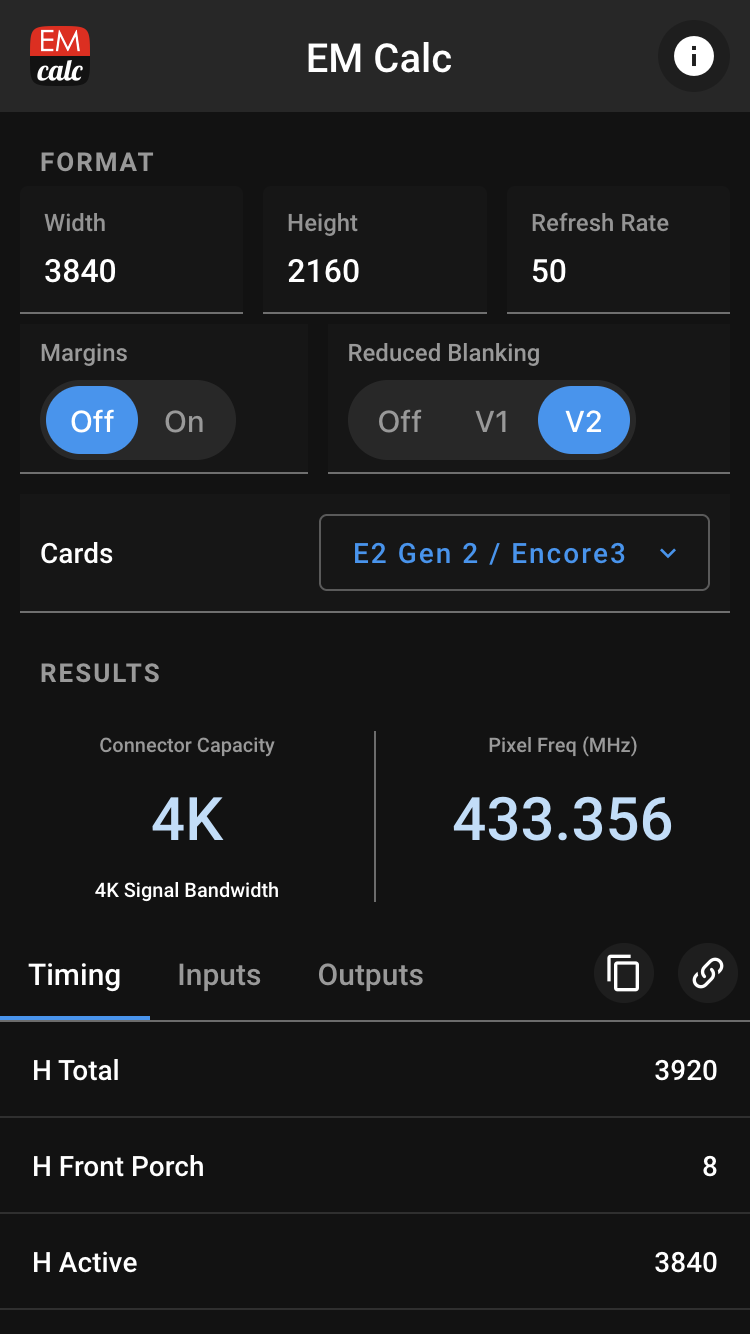 EM
calc
EM Calc
FORMAT
Width
3840
Height
2160
Refresh Rate
50
Margins
Off On
Reduced Blanking
Off V1 V2
Cards
E2 Gen 2 / Encore3
RESULTS
Connector Capacity
4K
4K Signal Bandwidth
Pixel Freq (MHz)
433.356
Timing Inputs Outputs
H Total 3920
H Front Porch 8
H Active 3840